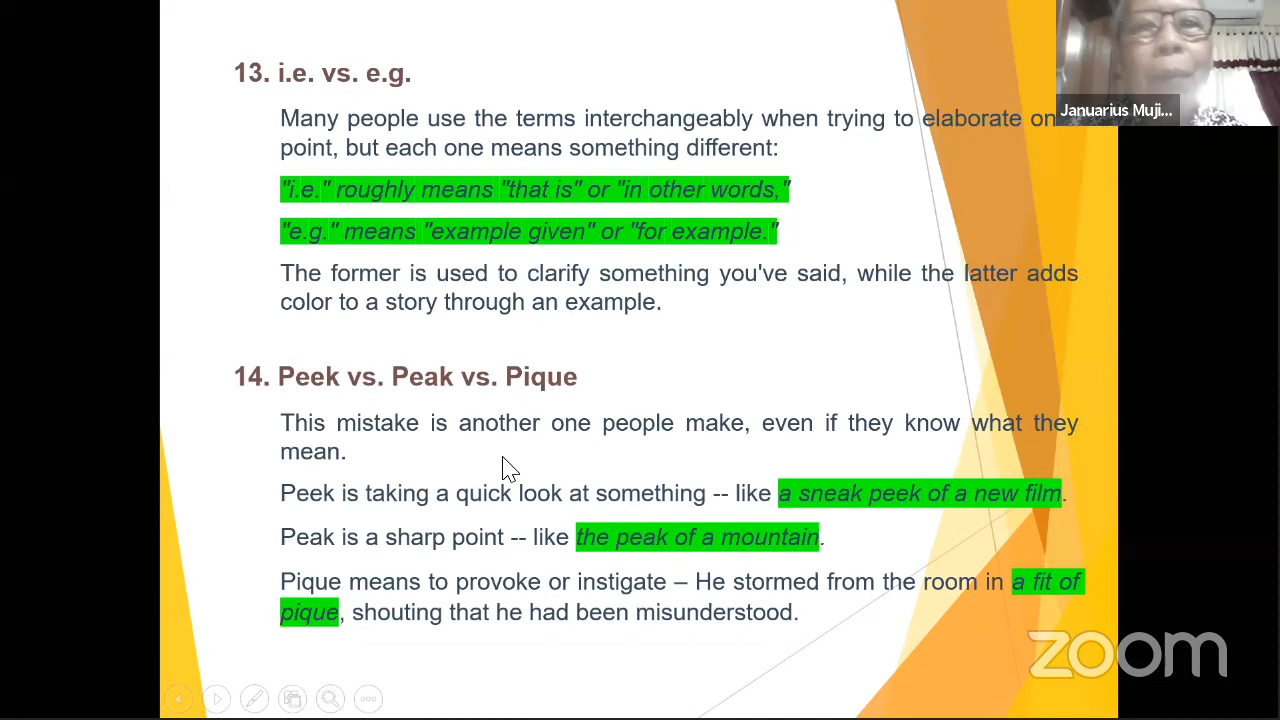 13. i.e. vs. e.g.
Many people use the terms interchangeably when trying to elaborate on
point, but each one means something different:
"i.e." roughly means "that is" or "in other words,"
"e.g." means "example given" or "for example."
The former is used to clarify something you've said, while the latter adds
color to a story through an example.
14. Peek vs. Peak vs. Pique
This mistake is another one people make, even if they know what they
mean.
Peek is taking a quick look at something -- like a sneak peek of a new film.
Peak is a sharp point -- like the peak of a mountain.
Pique means to provoke or instigate – He stormed from the room in a fit of
pique, shouting that he had been misunderstood.
Januarius Muji...
zoom